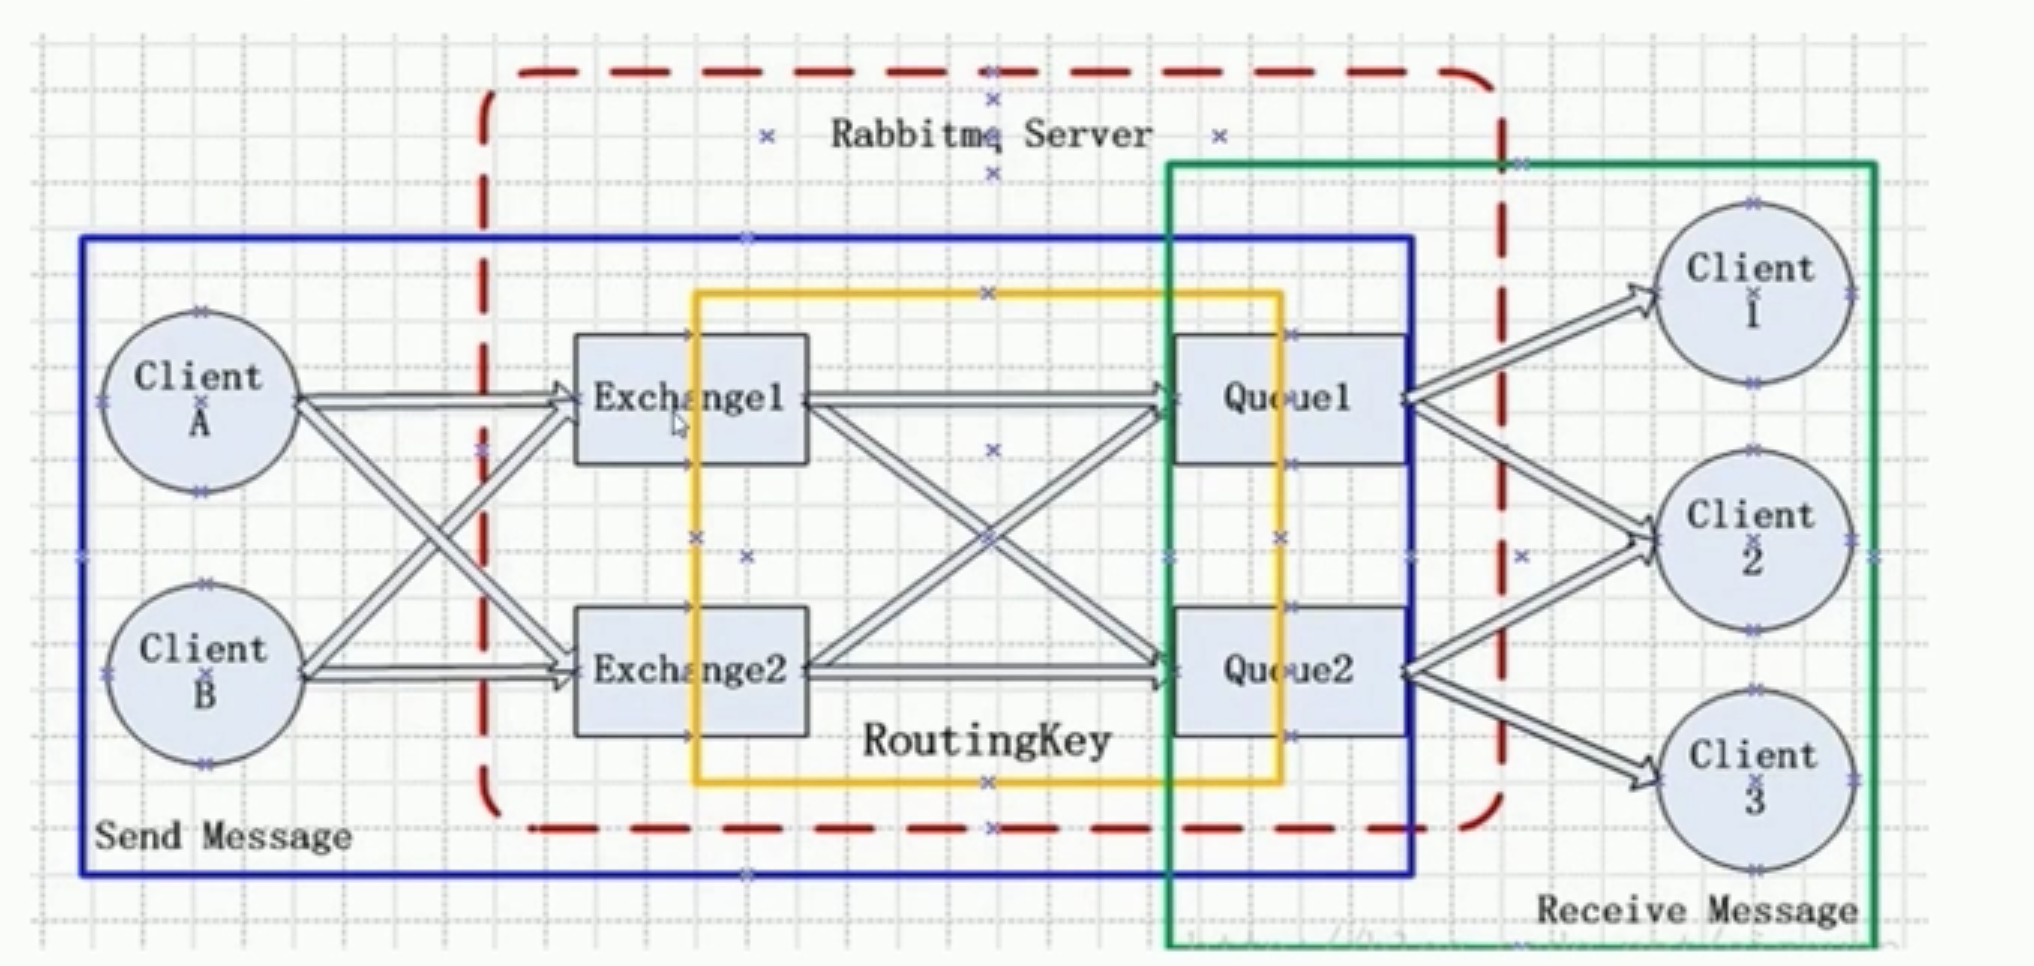 Rabbitmq Server
Client
A
Client
B
Exchange1
Exchange2
Queue1
Queue2
RoutingKey
Client
1
Client
2
Client
3
Send Message
Receive Message